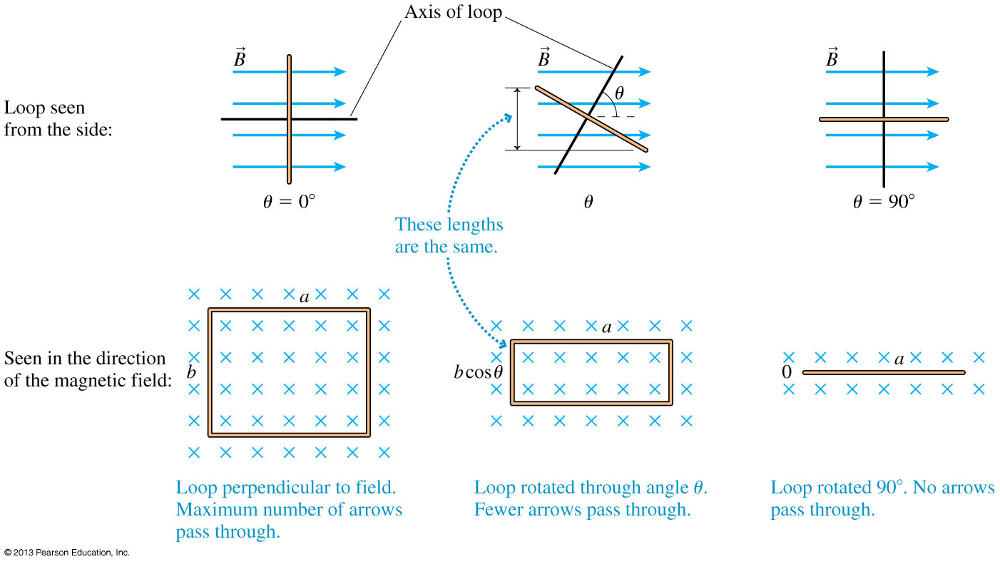 Axis of loop
B⃗
B⃗
B⃗
Loop seen
from the side:
θ
θ = 0°
θ
θ = 90°
These lengths
are the same.
a
a
a
Seen in the direction
of the magnetic field:
b
b cos θ
0
Loop perpendicular to field.
Maximum number of arrows
pass through.
Loop rotated through angle θ.
Fewer arrows pass through.
Loop rotated 90°. No arrows
pass through.
© 2013 Pearson Education, Inc.